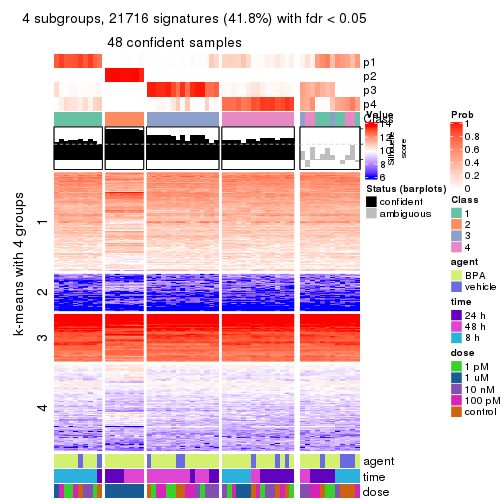 4 subgroups, 21716 signatures (41.8%) with fdr < 0.05
48 confident samples
p1
p2
p3
p4
Class
Silhouette
score
k-means with 4 groups
1
2
3
4
agent
time
dose
Value
14
12
10
8
6
Status (barplots)
confident
ambiguous
Prob
1
0.8
0.6
0.4
0.2
0
Class
1
2
3
4
agent
BPA
vehicle
time
24 h
48 h
8 h
dose
1 pM
1 uM
10 nM
100 pM
control